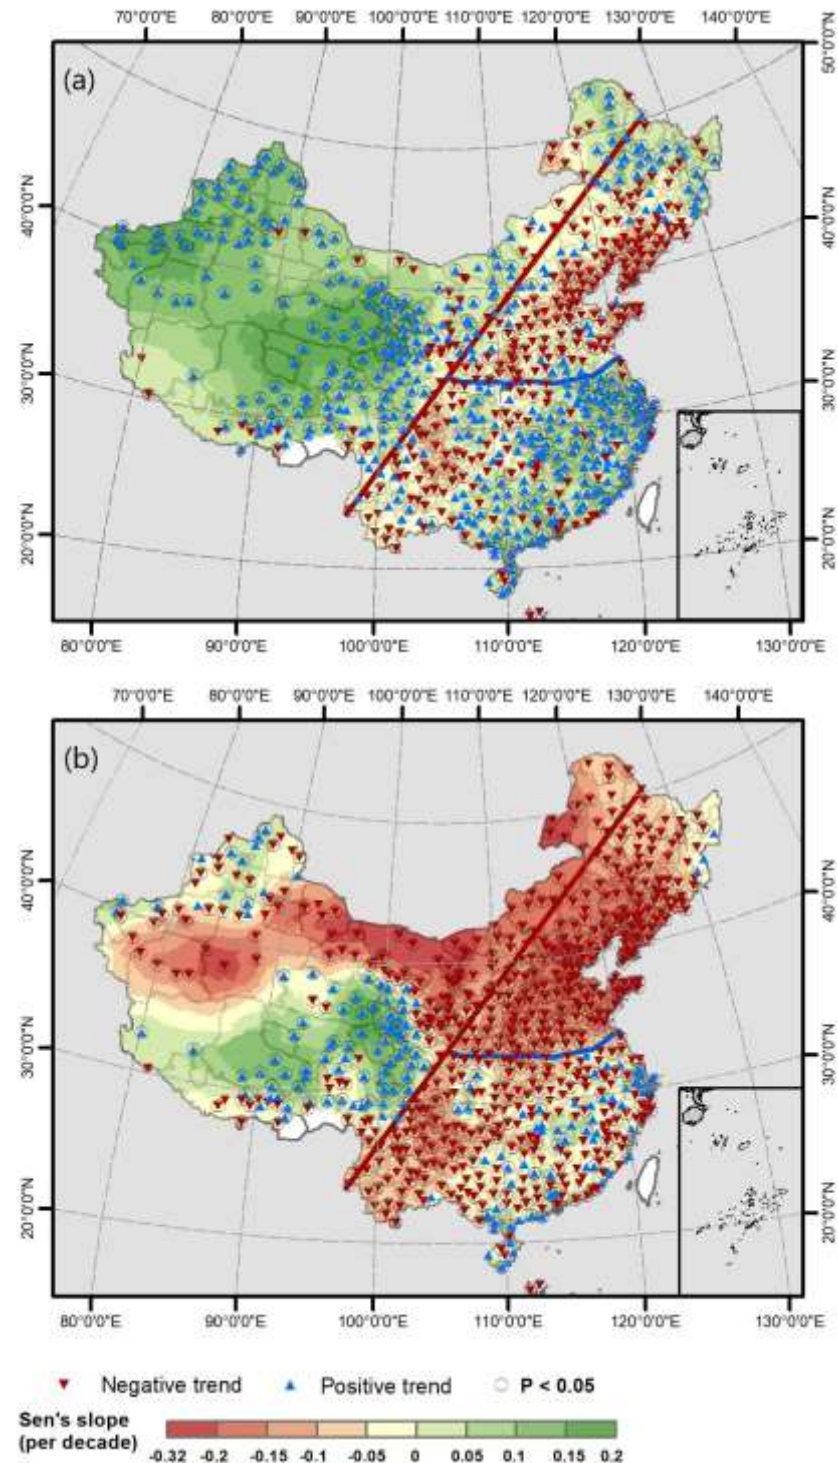 70°0'0"E 80°0'0"E 90°0'0"E 100°0'0"E 110°0'0"E 120°0'0"E 130°0'0"E 140°0'0"E
(a)
50°0'0"N
40°0'0"N 40°0'0"N
30°0'0"N 30°0'0"N
20°0'0"N 20°0'0"N
80°0'0"E 90°0'0"E 100°0'0"E 110°0'0"E 120°0'0"E 130°0'0"E
70°0'0"E 80°0'0"E 90°0'0"E 100°0'0"E 110°0'0"E 120°0'0"E 130°0'0"E 140°0'0"E
(b)
40°0'0"N 40°0'0"N
30°0'0"N 30°0'0"N
20°0'0"N 20°0'0"N
80°0'0"E 90°0'0"E 100°0'0"E 110°0'0"E 120°0'0"E 130°0'0"E
Negative trend Positive trend P < 0.05
Sen's slope
(per decade)
-0.32 -0.2 -0.15 -0.1 -0.05 0 0.05 0.1 0.15 0.2